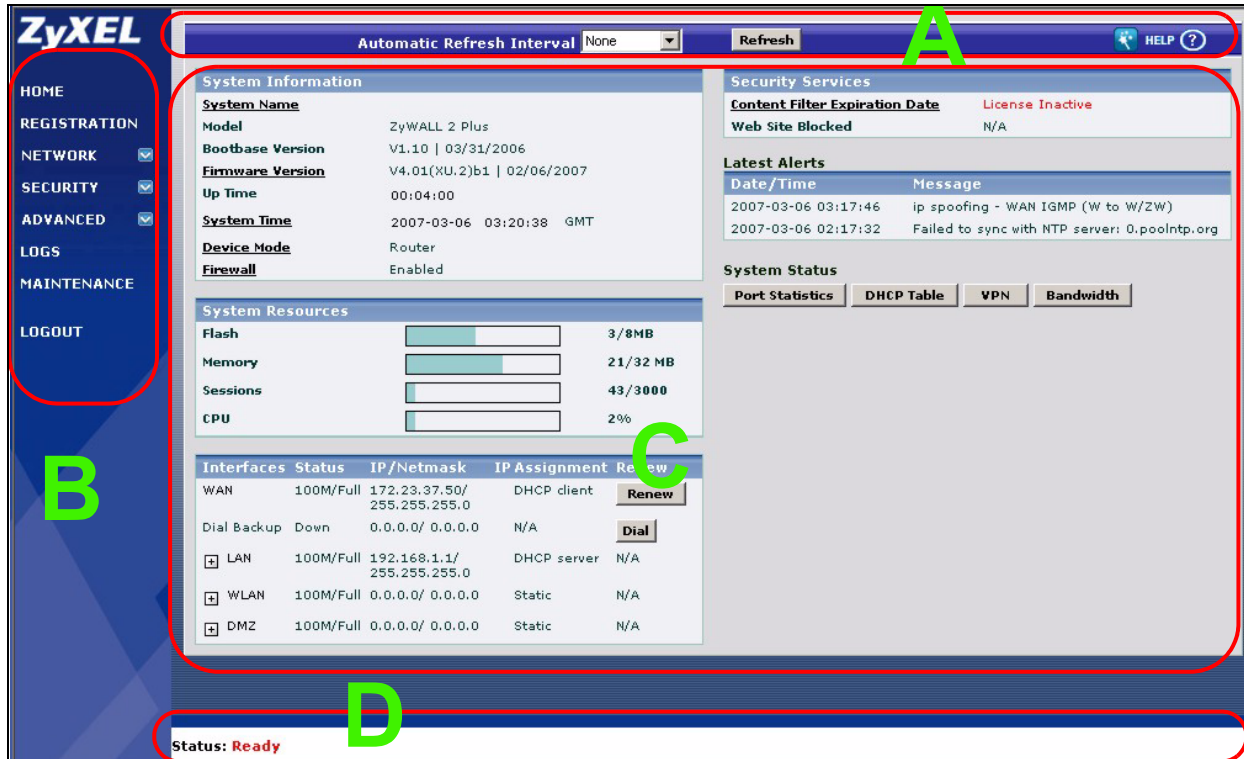 ZyXEL
A
Automatic Refresh Interval None Refresh HELP ?
HOME
REGISTRATION
NETWORK
SECURITY
ADVANCED
LOGS
MAINTENANCE
LOGOUT
B
System Information
System Name
Model ZyWALL 2 Plus
Bootbase Version V1.10 | 03/31/2006
Firmware Version V4.01(XU.2)b1 | 02/06/2007
Up Time 00:04:00
System Time 2007-03-06 03:20:38 GMT
Device Mode Router
Firewall Enabled
System Resources
Flash 3/8MB
Memory 21/32 MB
Sessions 43/3000
CPU 2%
C
Interfaces Status IP/Netmask IP Assignment Renew
WAN 100M/Full 172.23.37.50/ DHCP client Renew
255.255.255.0
Dial Backup Down 0.0.0.0/ 0.0.0.0 N/A Dial
+ LAN 100M/Full 192.168.1.1/ DHCP server N/A
255.255.255.0
+ WLAN 100M/Full 0.0.0.0/ 0.0.0.0 Static N/A
+ DMZ 100M/Full 0.0.0.0/ 0.0.0.0 Static N/A
Security Services
Content Filter Expiration Date License Inactive
Web Site Blocked N/A
Latest Alerts
Date/Time Message
2007-03-06 03:17:46 ip spoofing - WAN IGMP (W to W/ZW)
2007-03-06 02:17:32 Failed to sync with NTP server: 0.poolntp.org
System Status
Port Statistics DHCP Table VPN Bandwidth
D
Status: Ready